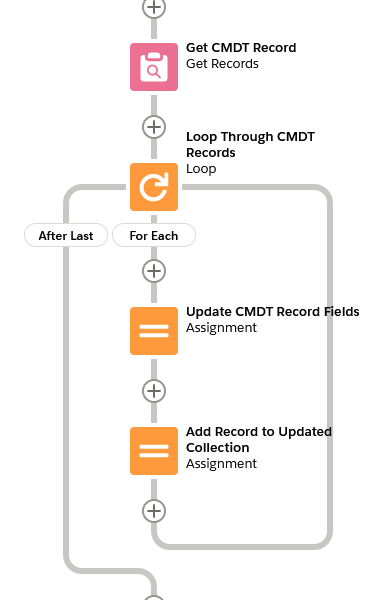 Get CMDT Record
Get Records
Loop Through CMDT
Records
Loop
After Last
For Each
Update CMDT Record Fields
Assignment
Add Record to Updated
Collection
Assignment